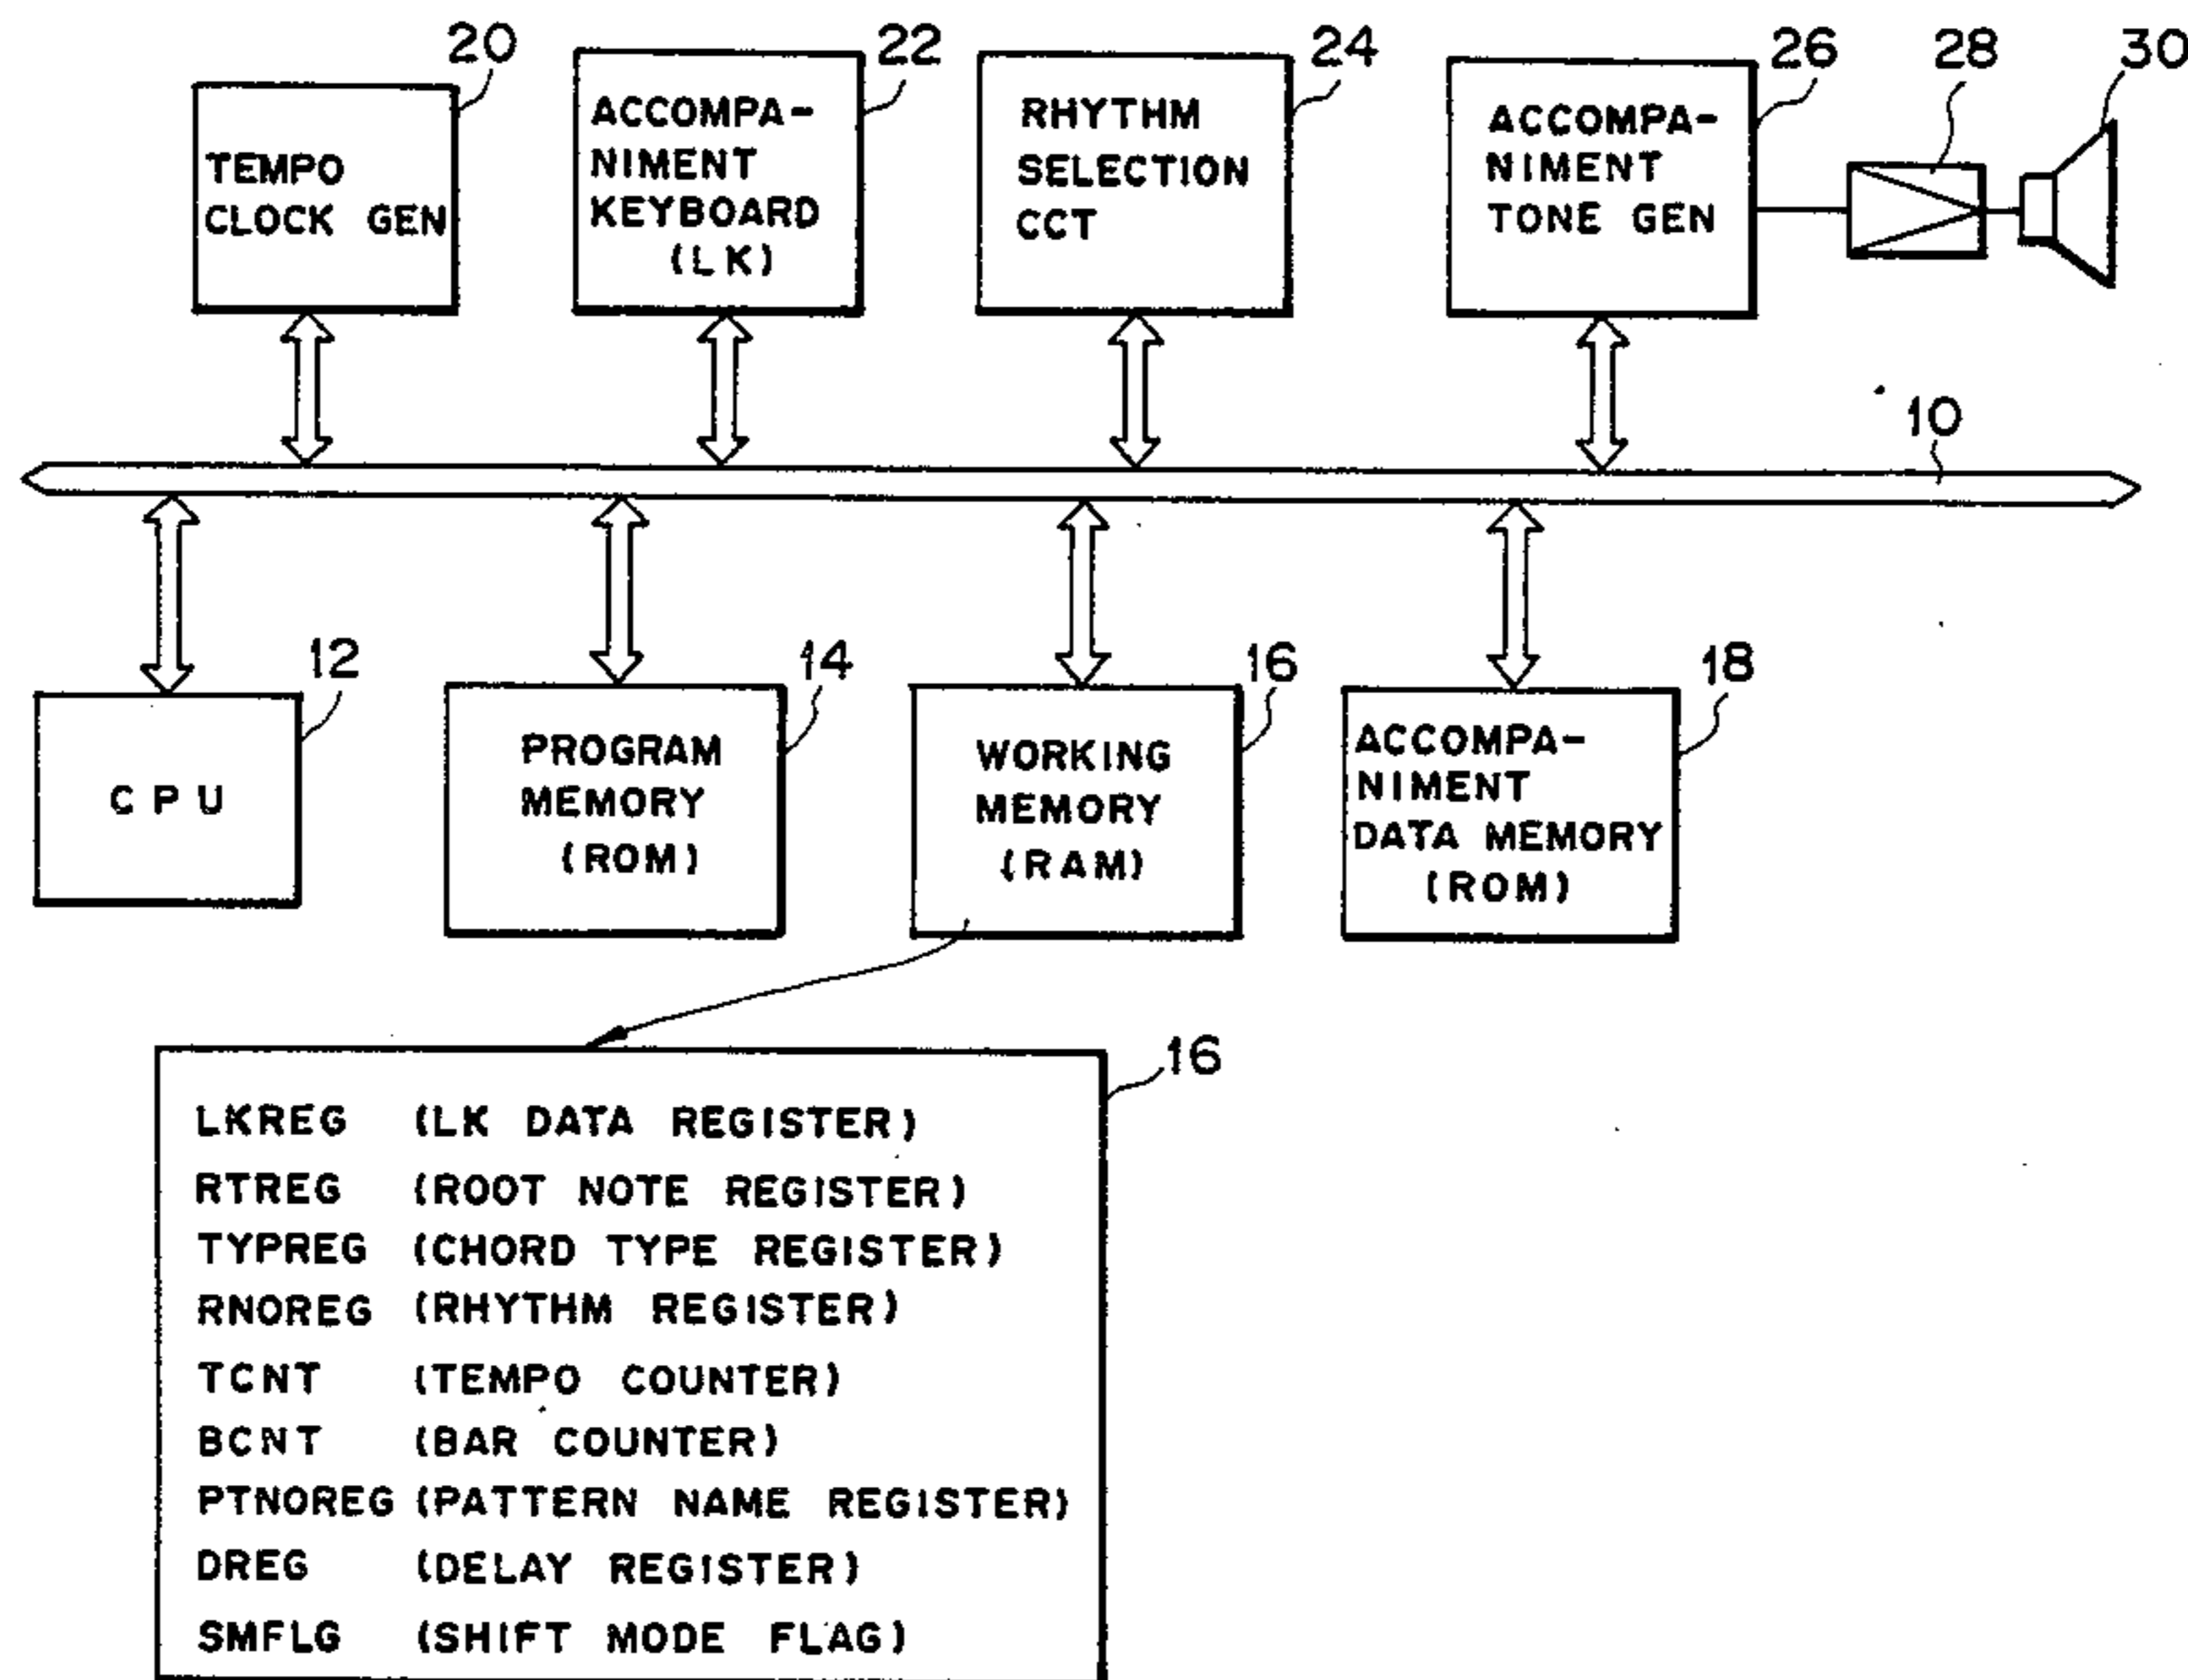 20
22
24
26
28
30
TEMPO
CLOCK GEN
ACCOMPA-
NIMENT
KEYBOARD
(LK)
RHYTHM
SELECTION
CCT
ACCOMPA-
NIMENT
TONE GEN
10
12
14
16
18
CPU
PROGRAM
MEMORY
(ROM)
WORKING
MEMORY
(RAM)
ACCOMPA-
NIMENT
DATA MEMORY
(ROM)
16
LKREG (LK DATA REGISTER)
RTREG (ROOT NOTE REGISTER)
TYPREG (CHORD TYPE REGISTER)
RNOREG (RHYTHM REGISTER)
TCNT (TEMPO COUNTER)
BCNT (BAR COUNTER)
PTNOREG (PATTERN NAME REGISTER)
DREG (DELAY REGISTER)
SMFLG (SHIFT MODE FLAG)